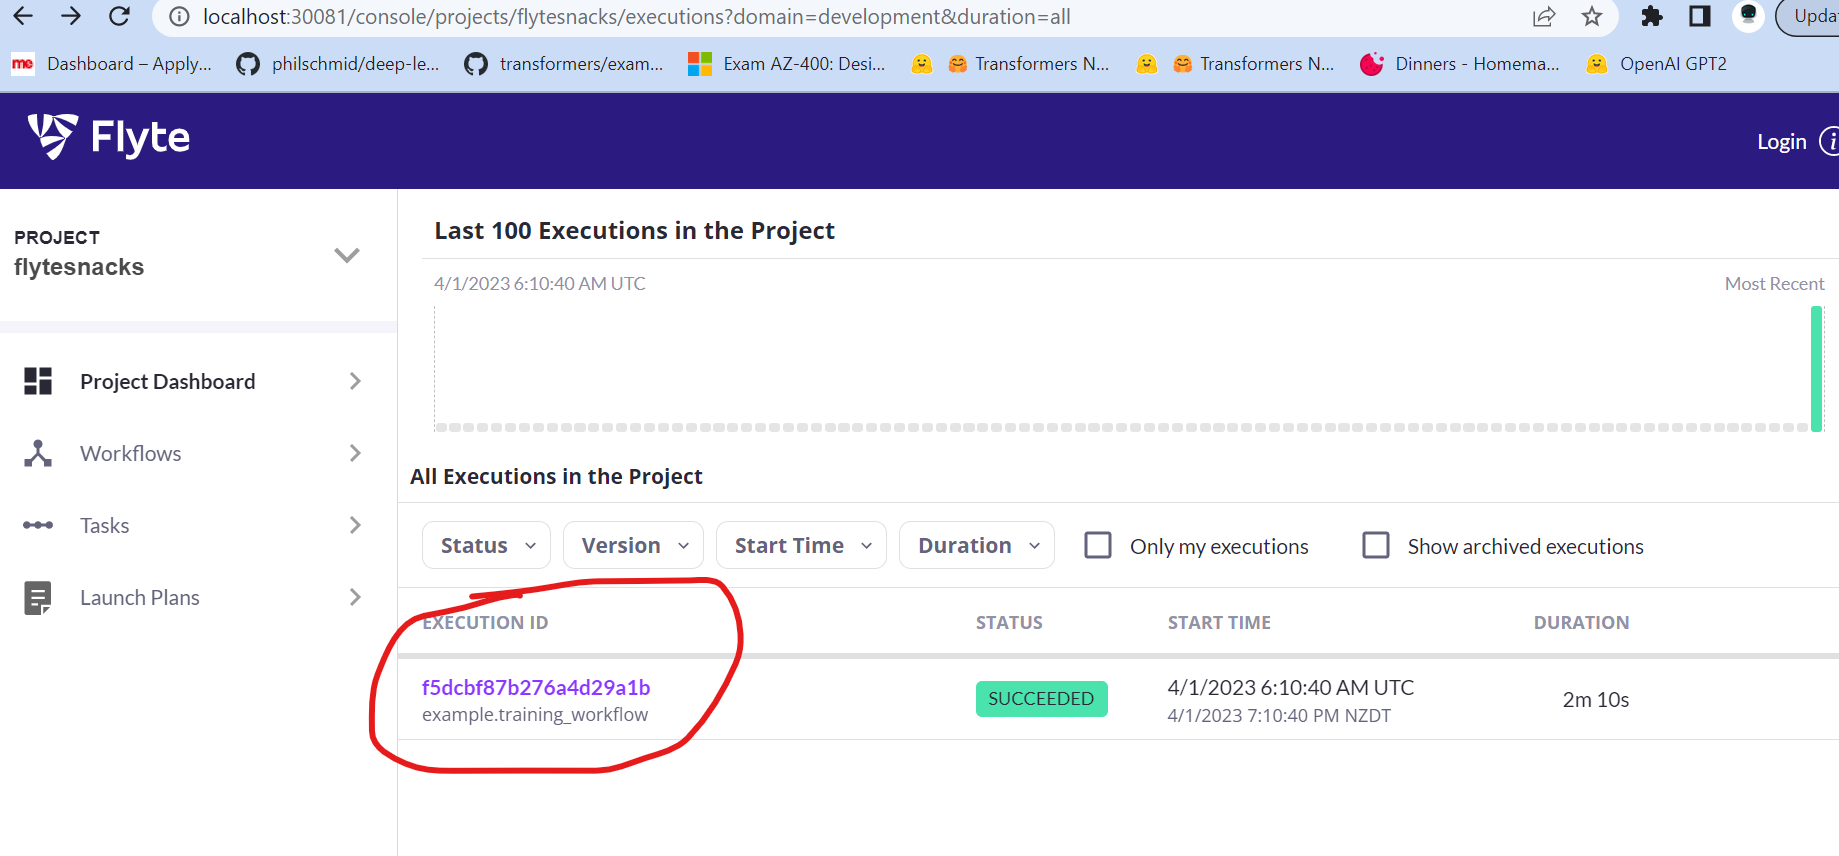 localhost:30081/console/projects/flytesnacks/executions?domain=development&duration=all
Upda
me Dashboard – Apply... philschmid/deep-le... transformers/exam... Exam AZ-400: Desi... Transformers N... Transformers N... Dinners - Homema... OpenAI GPT2
Flyte
Login
PROJECT
flytesnacks
Project Dashboard
Workflows
Tasks
Launch Plans
Last 100 Executions in the Project
4/1/2023 6:10:40 AM UTC Most Recent
All Executions in the Project
Status Version Start Time Duration Only my executions Show archived executions
EXECUTION ID STATUS START TIME DURATION
f5dcbf87b276a4d29a1b SUCCEEDED 4/1/2023 6:10:40 AM UTC 2m 10s
example.training_workflow 4/1/2023 7:10:40 PM NZDT